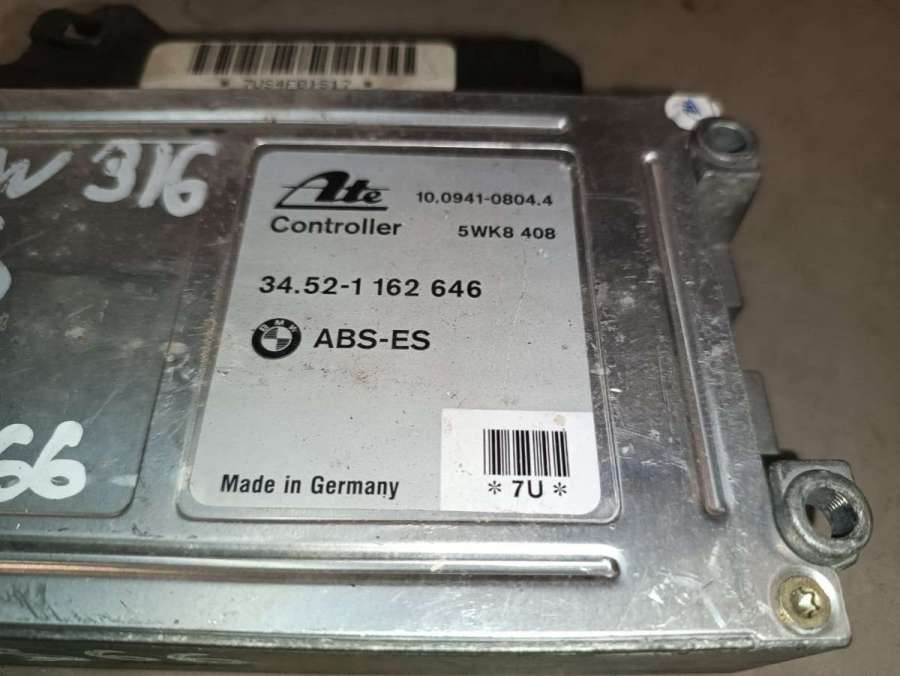 W 316
Ate
10.0941-0804.4
Controller
5WK8 408
34.52-1 162 646
BMW
ABS-ES
66
Made in Germany
*7U*